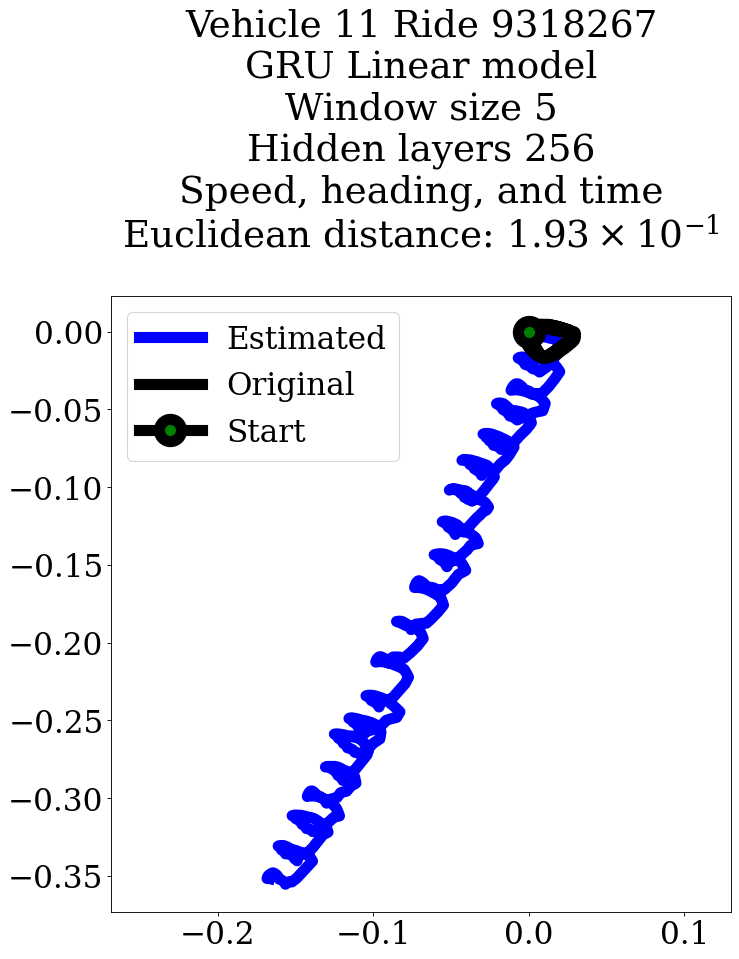 Vehicle 11 Ride 9318267
GRU Linear model
Window size 5
Hidden layers 256
Speed, heading, and time
Euclidean distance: 1.93 × 10⁻¹
Estimated
Original
Start
0.00
−0.05
−0.10
−0.15
−0.20
−0.25
−0.30
−0.35
−0.2
−0.1
0.0
0.1